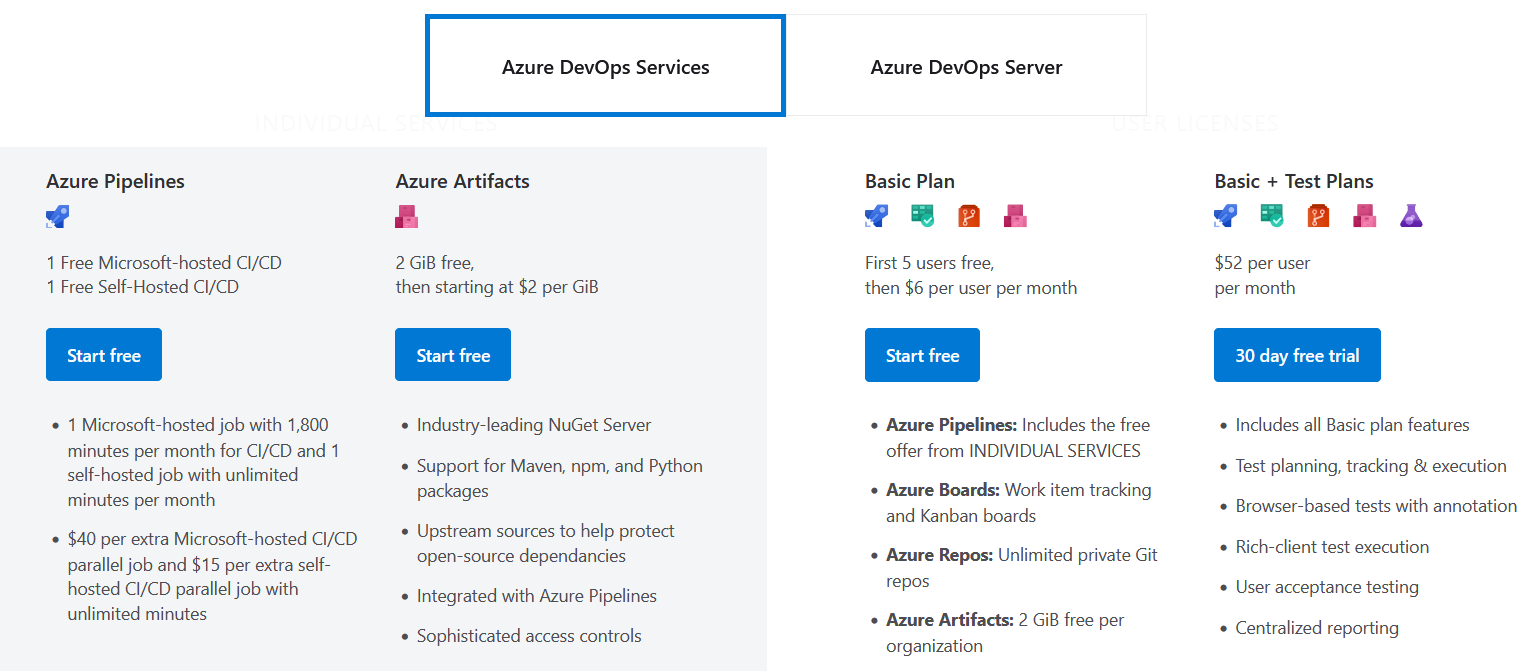 Azure DevOps Services
Azure DevOps Server
INDIVIDUAL SERVICES
USER LICENSES
Azure Pipelines
1 Free Microsoft-hosted CI/CD
1 Free Self-Hosted CI/CD
Start free
• 1 Microsoft-hosted job with 1,800
minutes per month for CI/CD and 1
self-hosted job with unlimited
minutes per month
• $40 per extra Microsoft-hosted CI/CD
parallel job and $15 per extra self-
hosted CI/CD parallel job with
unlimited minutes
Azure Artifacts
2 GiB free,
then starting at $2 per GiB
Start free
• Industry-leading NuGet Server
• Support for Maven, npm, and Python
packages
• Upstream sources to help protect
open-source dependancies
• Integrated with Azure Pipelines
• Sophisticated access controls
Basic Plan
First 5 users free,
then $6 per user per month
Start free
• Azure Pipelines: Includes the free
offer from INDIVIDUAL SERVICES
• Azure Boards: Work item tracking
and Kanban boards
• Azure Repos: Unlimited private Git
repos
• Azure Artifacts: 2 GiB free per
organization
Basic + Test Plans
$52 per user
per month
30 day free trial
• Includes all Basic plan features
• Test planning, tracking & execution
• Browser-based tests with annotation
• Rich-client test execution
• User acceptance testing
• Centralized reporting